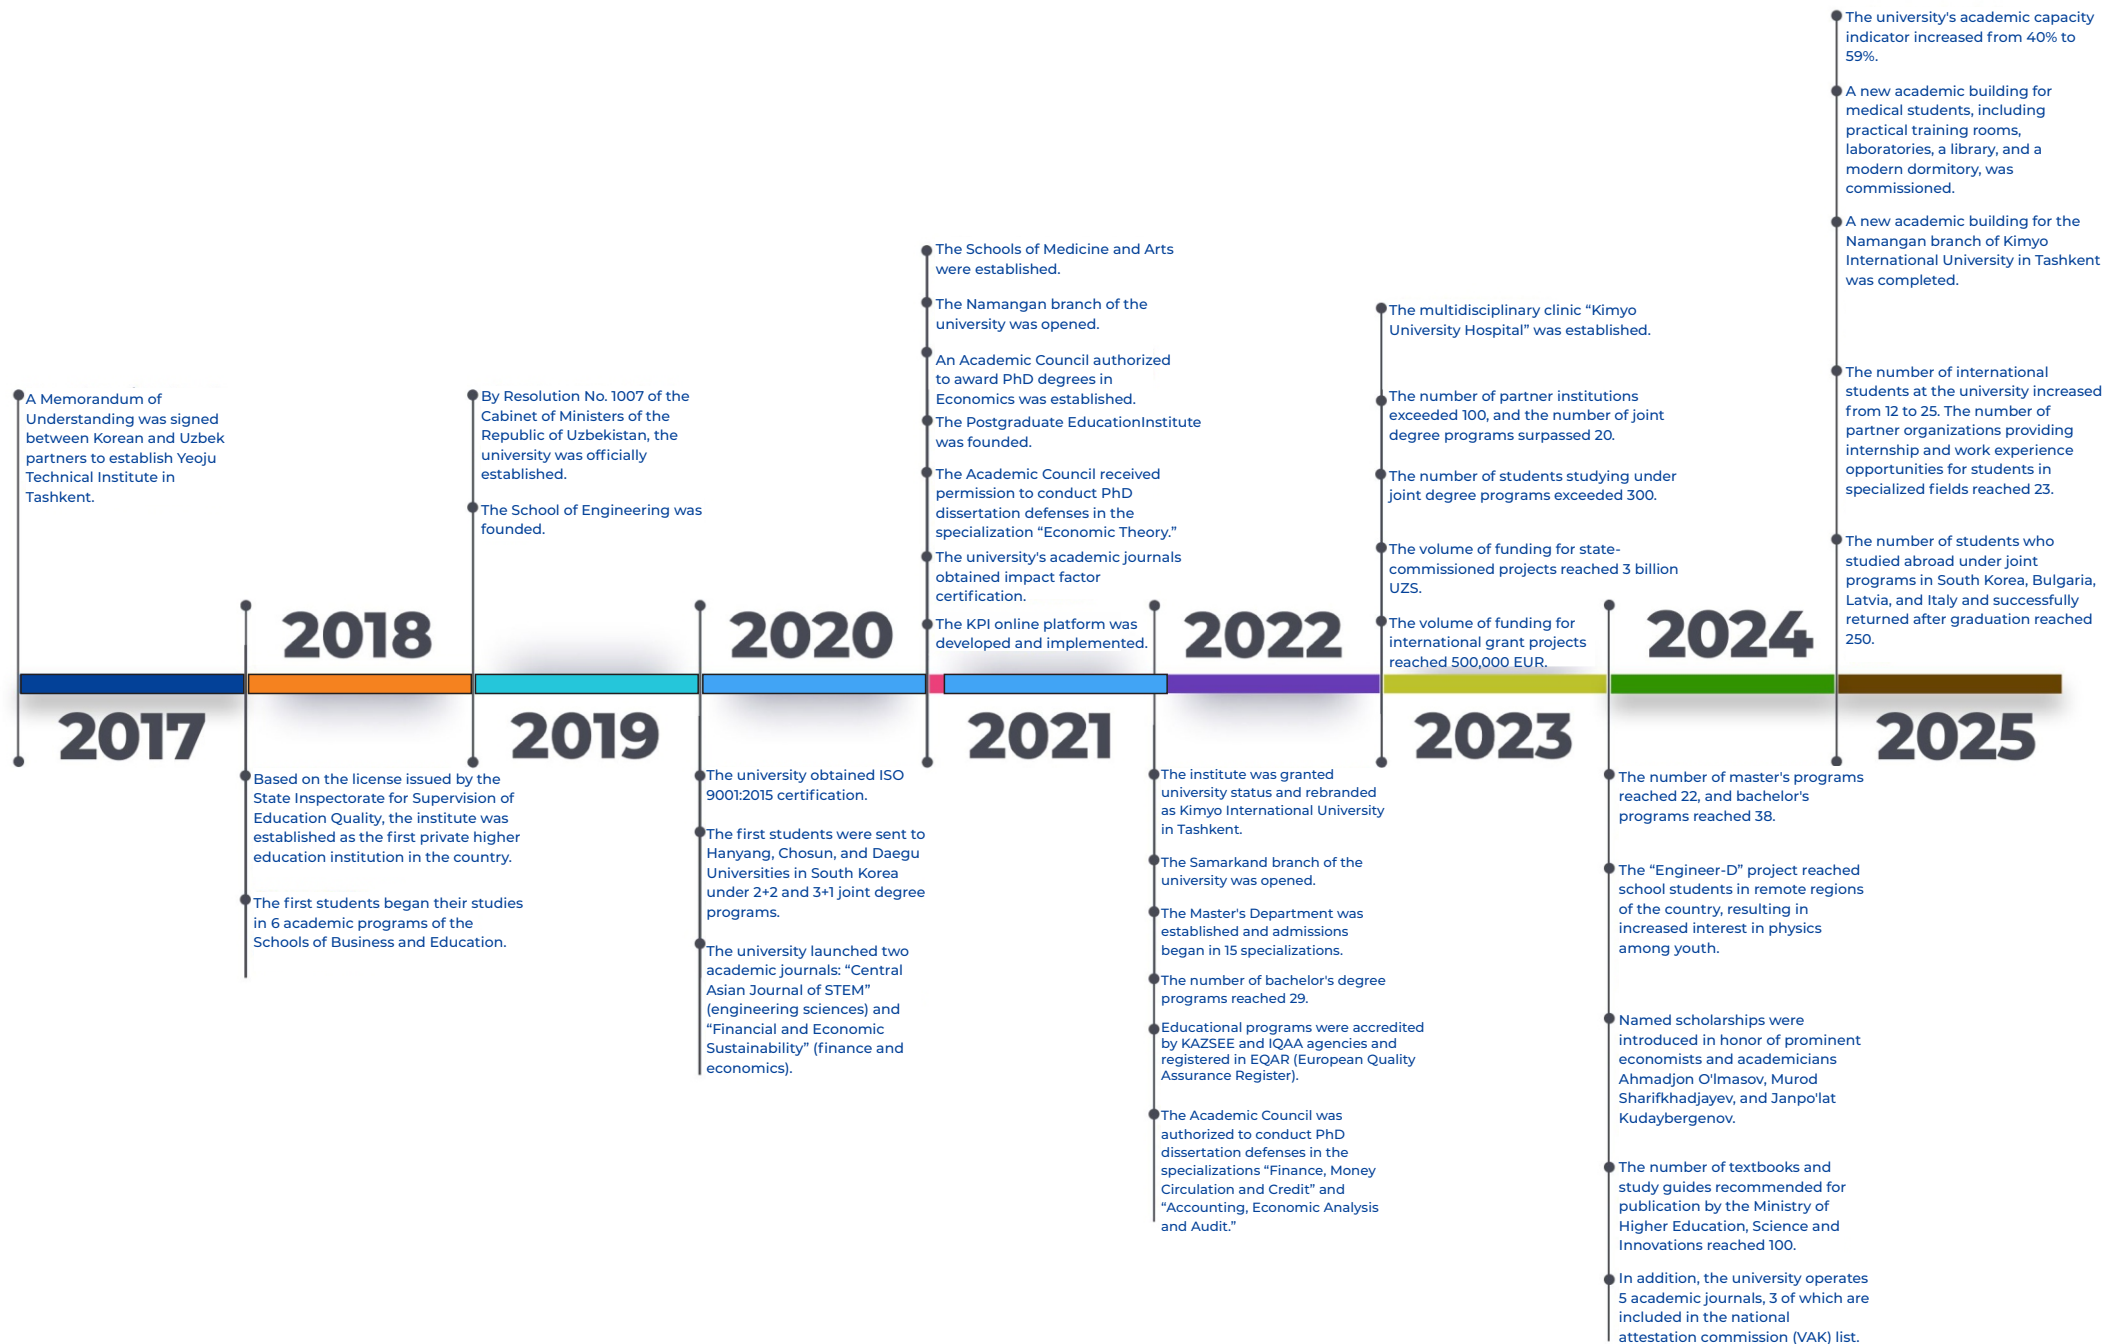 2017
A Memorandum of
Understanding was signed
between Korean and Uzbek
partners to establish Yeoju
Technical Institute in
Tashkent.
2018
Based on the license issued by the
State Inspectorate for Supervision of
Education Quality, the institute was
established as the first private higher
education institution in the country.
The first students began their studies
in 6 academic programs of the
Schools of Business and Education.
2019
By Resolution No. 1007 of the
Cabinet of Ministers of the
Republic of Uzbekistan, the
university was officially
established.
The School of Engineering was
founded.
2020
The university obtained ISO
9001:2015 certification.
The first students were sent to
Hanyang, Chosun, and Daegu
Universities in South Korea
under 2+2 and 3+1 joint degree
programs.
The university launched two
academic journals: “Central
Asian Journal of STEM”
(engineering sciences) and
“Financial and Economic
Sustainability” (finance and
economics).
2021
The Schools of Medicine and Arts
were established.
The Namangan branch of the
university was opened.
An Academic Council authorized
to award PhD degrees in
Economics was established.
The Postgraduate EducationInstitute
was founded.
The Academic Council received
permission to conduct PhD
dissertation defenses in the
specialization “Economic Theory.”
The university's academic journals
obtained impact factor
certification.
The KPI online platform was
developed and implemented.
2022
The institute was granted
university status and rebranded
as Kimyo International University
in Tashkent.
The Samarkand branch of the
university was opened.
The Master's Department was
established and admissions
began in 15 specializations.
The number of bachelor's degree
programs reached 29.
Educational programs were accredited
by KAZSEE and IQAA agencies and
registered in EQAR (European Quality
Assurance Register).
The Academic Council was
authorized to conduct PhD
dissertation defenses in the
specializations “Finance, Money
Circulation and Credit” and
“Accounting, Economic Analysis
and Audit.”
2023
The multidisciplinary clinic “Kimyo
University Hospital” was established.
The number of partner institutions
exceeded 100, and the number of joint
degree programs surpassed 20.
The number of students studying under
joint degree programs exceeded 300.
The volume of funding for state-
commissioned projects reached 3 billion
UZS.
The volume of funding for
international grant projects
reached 500,000 EUR.
2024
The number of master's programs
reached 22, and bachelor's
programs reached 38.
The “Engineer-D” project reached
school students in remote regions
of the country, resulting in
increased interest in physics
among youth.
Named scholarships were
introduced in honor of prominent
economists and academicians
Ahmadjon O'lmasov, Murod
Sharifkhadjayev, and Janpo'lat
Kudaybergenov.
The number of textbooks and
study guides recommended for
publication by the Ministry of
Higher Education, Science and
Innovations reached 100.
In addition, the university operates
5 academic journals, 3 of which are
included in the national
attestation commission (VAK) list.
2025
The university's academic capacity
indicator increased from 40% to
59%.
A new academic building for
medical students, including
practical training rooms,
laboratories, a library, and a
modern dormitory, was
commissioned.
A new academic building for the
Namangan branch of Kimyo
International University in Tashkent
was completed.
The number of international
students at the university increased
from 12 to 25. The number of
partner organizations providing
internship and work experience
opportunities for students in
specialized fields reached 23.
The number of students who
studied abroad under joint
programs in South Korea, Bulgaria,
Latvia, and Italy and successfully
returned after graduation reached
250.